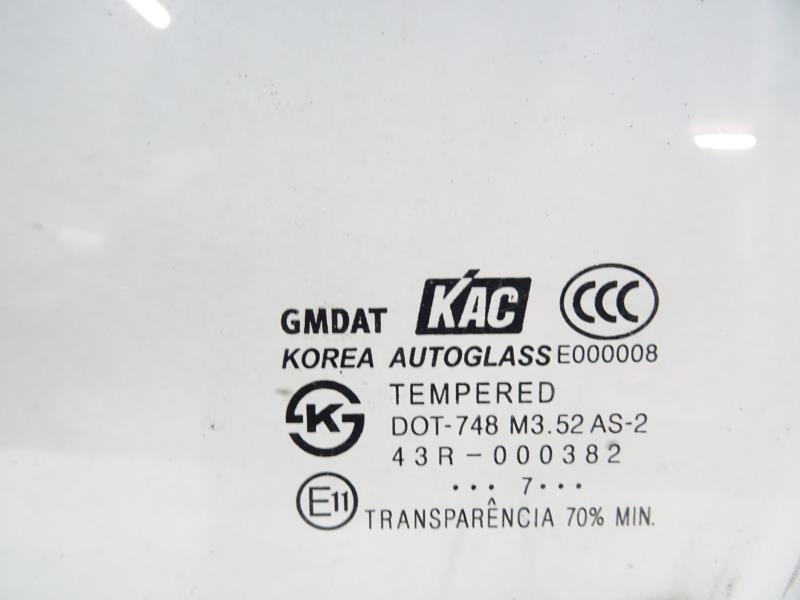 GMDAT KAC CCC
KOREA AUTOGLASS E000008
K TEMPERED
DOT-748 M3.52 AS-2
43R-000382
... 7...
E11 TRANSPARÊNCIA 70% MIN.